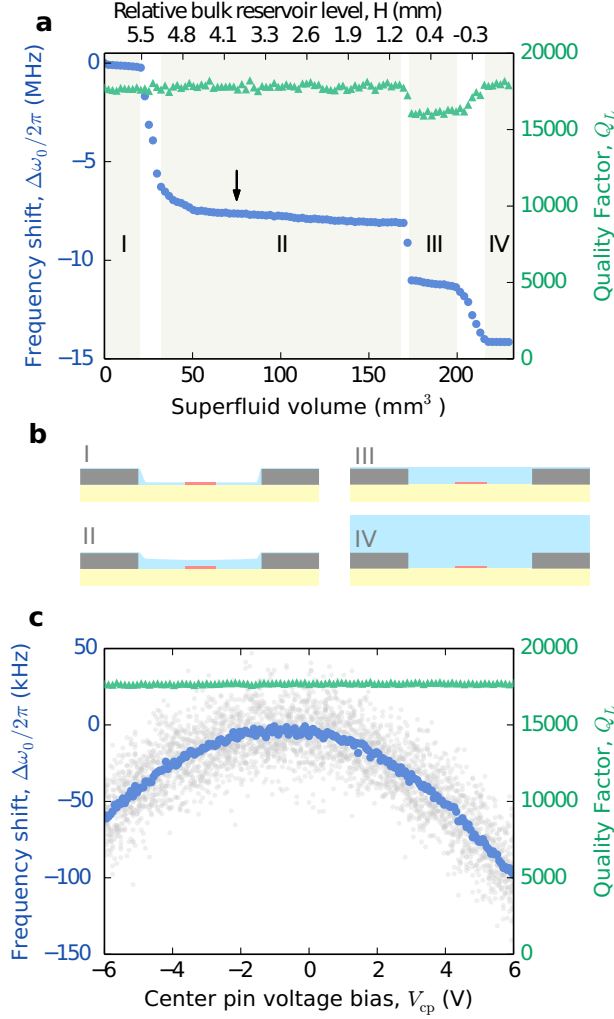 Relative bulk reservoir level, H (mm)
a
5.5 4.8 4.1 3.3 2.6 1.9 1.2 0.4 -0.3
Frequency shift, Δω₀/2π (MHz)
0
−5
−10
−15
I II III IV
20000
15000
10000
5000
0
Quality Factor, Q_L
0 50 100 150 200
Superfluid volume (mm³ )
b
I III
II IV
c
Frequency shift, Δω₀/2π (kHz)
50
0
−50
−100
−150
20000
15000
10000
5000
0
Quality Factor, Q_L
−6 −4 −2 0 2 4 6
Center pin voltage bias, V_cp (V)